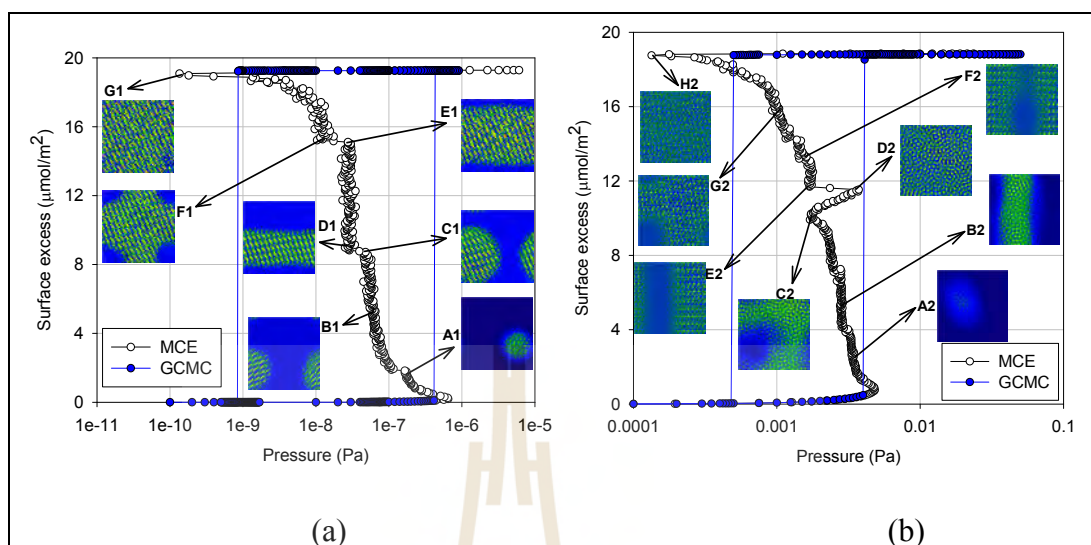 (a)
Surface excess (μmol/m²)
20
16
12
8
4
0
G1
E1
F1
D1
C1
B1
A1
MCE
GCMC
1e-11 1e-10 1e-9 1e-8 1e-7 1e-6 1e-5
Pressure (Pa)
(a)
(b)
Surface excess (μmol/m²)
20
16
12
8
4
0
H2
F2
D2
G2
B2
E2
C2
A2
MCE
GCMC
0.0001 0.001 0.01 0.1
Pressure (Pa)
(b)